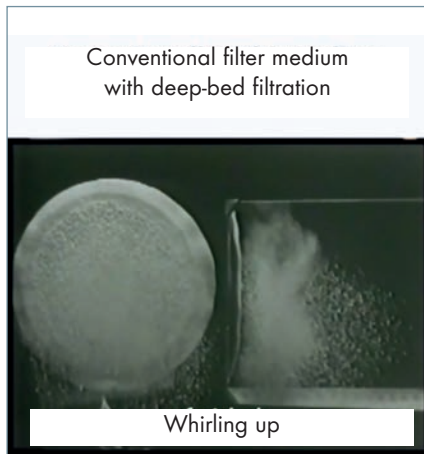 Conventional filter medium
with deep-bed filtration
Whirling up